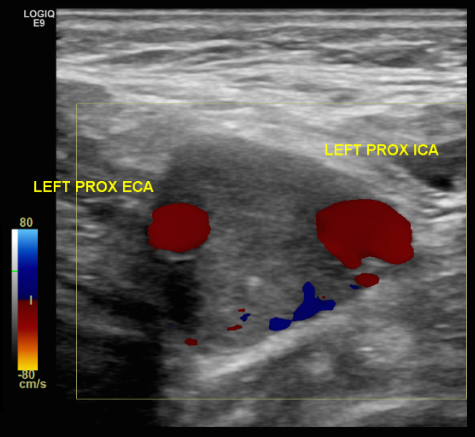 LOGIQ
E9
LEFT PROX ICA
LEFT PROX ECA
80
-80
cm/s